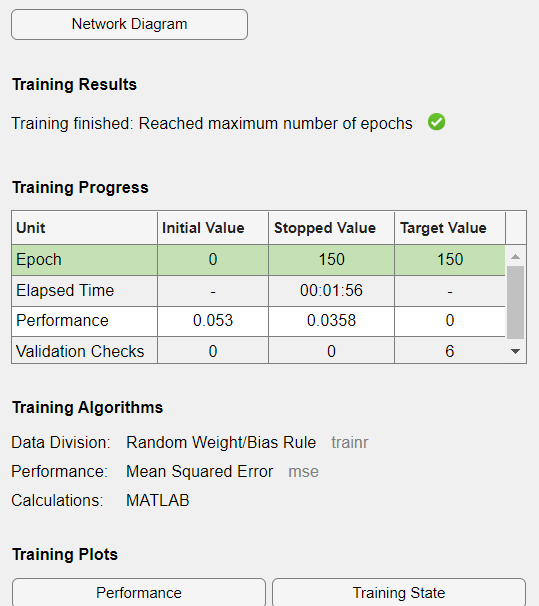 Network Diagram
Training Results
Training finished: Reached maximum number of epochs
Training Progress
Unit Initial Value Stopped Value Target Value
Epoch 0 150 150
Elapsed Time - 00:01:56 -
Performance 0.053 0.0358 0
Validation Checks 0 0 6
Training Algorithms
Data Division: Random Weight/Bias Rule trainr
Performance: Mean Squared Error mse
Calculations: MATLAB
Training Plots
Performance Training State